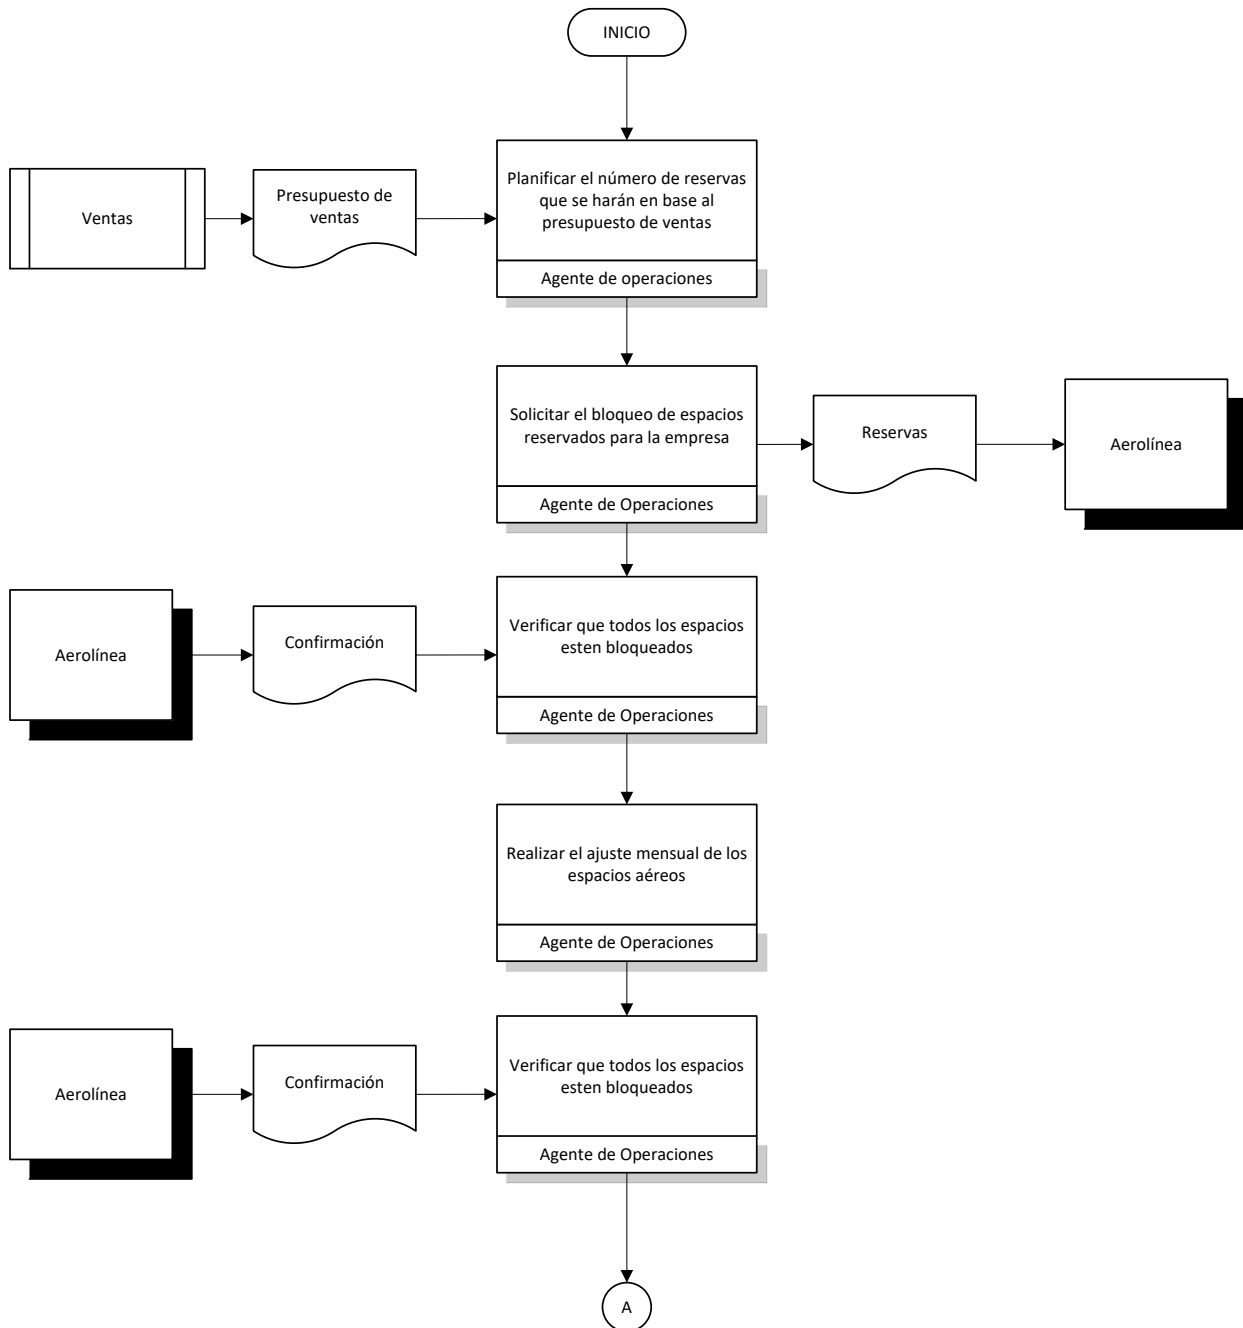 INICIO
Ventas
Presupuesto de
ventas
Planificar el número de reservas
que se harán en base al
presupuesto de ventas
Agente de operaciones
Solicitar el bloqueo de espacios
reservados para la empresa
Agente de Operaciones
Reservas
Aerolínea
Aerolínea
Confirmación
Verificar que todos los espacios
esten bloqueados
Agente de Operaciones
Realizar el ajuste mensual de los
espacios aéreos
Agente de Operaciones
Aerolínea
Confirmación
Verificar que todos los espacios
esten bloqueados
Agente de Operaciones
A